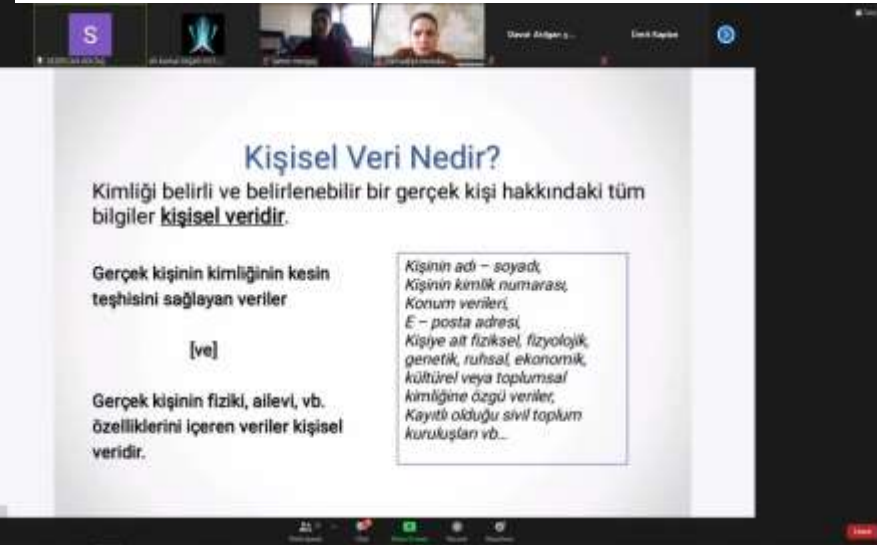 S
Kişisel Veri Nedir?
Kimliği belirli ve belirlenebilir bir gerçek kişi hakkındaki tüm
bilgiler kişisel veridir.
Gerçek kişinin kimliğinin kesin
teşhisini sağlayan veriler
[ve]
Gerçek kişinin fiziki, ailevi, vb.
özelliklerini içeren veriler kişisel
veridir.
Kişinin adı – soyadı,
Kişinin kimlik numarası,
Konum verileri,
E – posta adresi,
Kişiye ait fiziksel, fizyolojik,
genetik, ruhsal, ekonomik,
kültürel veya toplumsal
kimliğine özgü veriler,
Kayıtlı olduğu sivil toplum
kuruluşları vb...